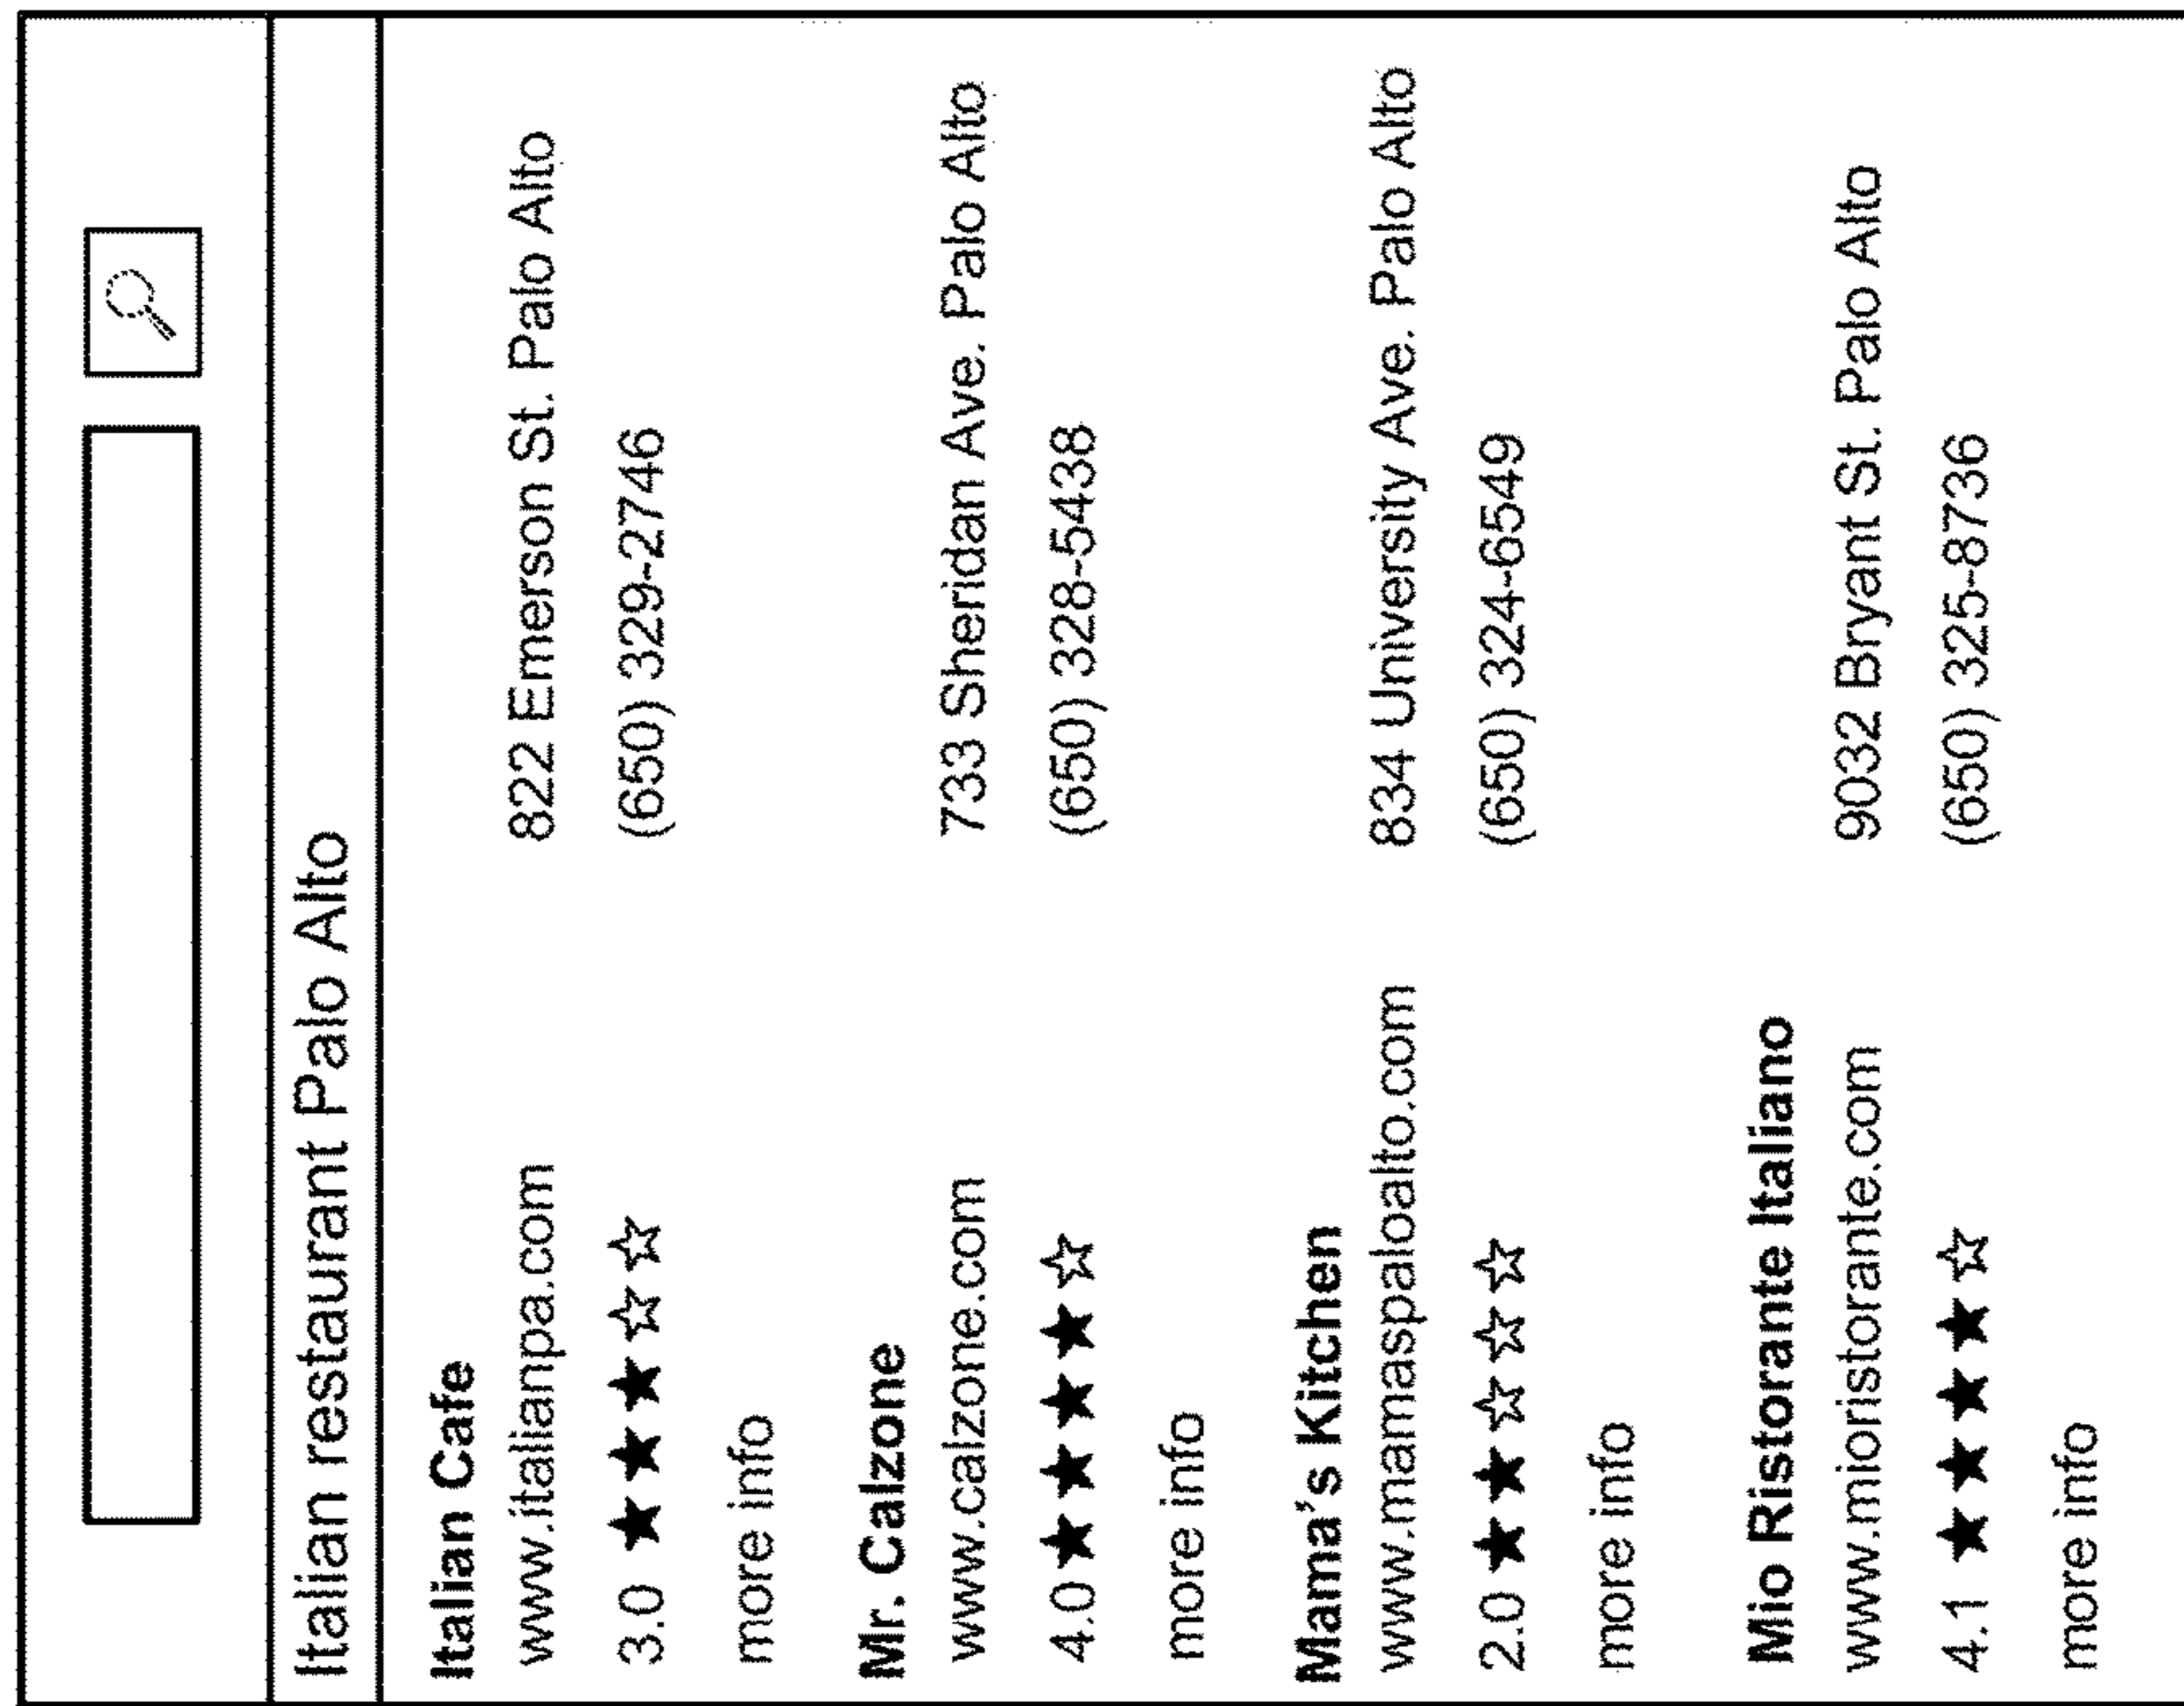 Italian restaurant Palo Alto
Italian Cafe
www.italianpa.com 822 Emerson St. Palo Alto
3.0 ★★★☆☆ (650) 329-2746
more info
Mr. Calzone
www.calzone.com 733 Sheridan Ave. Palo Alto
4.0 ★★★★☆ (650) 328-5438
more info
Mama's Kitchen
www.mamaspaloalto.com 834 University Ave. Palo Alto
2.0 ★★☆☆☆ (650) 324-6549
more info
Mio Ristorante Italiano
www.mioristorante.com 9032 Bryant St. Palo Alto
4.1 ★★★★☆ (650) 325-8736
more info